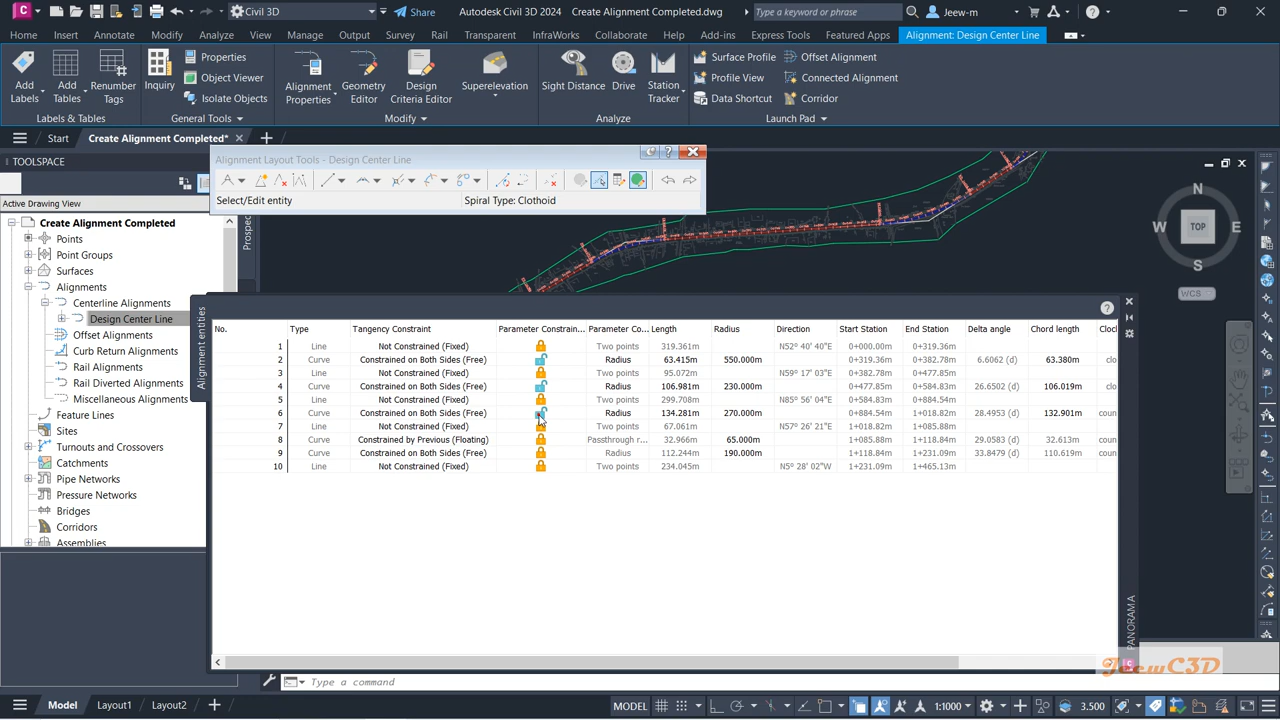 Civil 3D
Share
Autodesk Civil 3D 2024
Create Alignment Completed.dwg
Type a keyword or phrase
Jeew-m
Home
Insert
Annotate
Modify
Analyze
View
Manage
Output
Survey
Rail
Transparent
InfraWorks
Collaborate
Help
Add-ins
Express Tools
Featured Apps
Alignment: Design Center Line
Add Labels
Add Tables
Renumber Tags
Inquiry
Properties
Object Viewer
Isolate Objects
Alignment Properties
Geometry Editor
Design Criteria Editor
Superelevation
Sight Distance
Drive
Station Tracker
Surface Profile
Profile View
Data Shortcut
Offset Alignment
Connected Alignment
Corridor
Labels & Tables
General Tools
Modify
Analyze
Launch Pad
Start
Create Alignment Completed*
TOOLSPACE
Active Drawing View
Create Alignment Completed
Points
Point Groups
Surfaces
Alignments
Centerline Alignments
Design Center Line
Offset Alignments
Curb Return Alignments
Rail Alignments
Rail Diverted Alignments
Miscellaneous Alignments
Feature Lines
Sites
Turnouts and Crossovers
Catchments
Pipe Networks
Pressure Networks
Bridges
Corridors
Assemblies
Prospec
Alignment Layout Tools - Design Center Line
Select/Edit entity
Spiral Type: Clothoid
N
W TOP E
S
WCS
Alignment entities
No. Type Tangency Constraint Parameter Constrain... Parameter Co... Length Radius Direction Start Station End Station Delta angle Chord length Cloc
1 Line Not Constrained (Fixed) Two points 319.361m N52° 40' 40"E 0+000.00m 0+319.36m
2 Curve Constrained on Both Sides (Free) Radius 63.415m 550.000m 0+319.36m 0+382.78m 6.6062 (d) 63.380m clo
3 Line Not Constrained (Fixed) Two points 95.072m N59° 17' 03"E 0+382.78m 0+477.85m
4 Curve Constrained on Both Sides (Free) Radius 106.981m 230.000m 0+477.85m 0+584.83m 26.6502 (d) 106.019m clo
5 Line Not Constrained (Fixed) Two points 299.708m N85° 56' 04"E 0+584.83m 0+884.54m
6 Curve Constrained on Both Sides (Free) Radius 134.281m 270.000m 0+884.54m 1+018.82m 28.4953 (d) 132.901m coun
7 Line Not Constrained (Fixed) Two points 67.061m N57° 26' 21"E 1+018.82m 1+085.88m
8 Curve Constrained by Previous (Floating) Passthrough r... 32.966m 65.000m 1+085.88m 1+118.84m 29.0583 (d) 32.613m coun
9 Curve Constrained on Both Sides (Free) Radius 112.244m 190.000m 1+118.84m 1+231.09m 33.8479 (d) 110.619m coun
10 Line Not Constrained (Fixed) Two points 234.045m N5° 28' 02"W 1+231.09m 1+465.13m
PANORAMA
JeewC3D
Type a command
Model
Layout1
Layout2
MODEL
1:1000
3.500